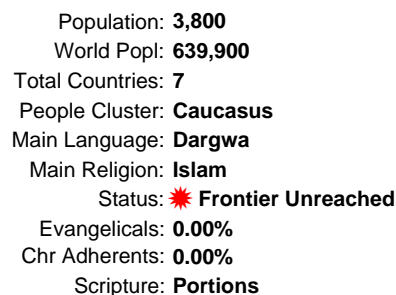 Population: 3,800
World Popl: 639,900
Total Countries: 7
People Cluster: Caucasus
Main Language: Dargwa
Main Religion: Islam
Status: Frontier Unreached
Evangelicals: 0.00%
Chr Adherents: 0.00%
Scripture: Portions